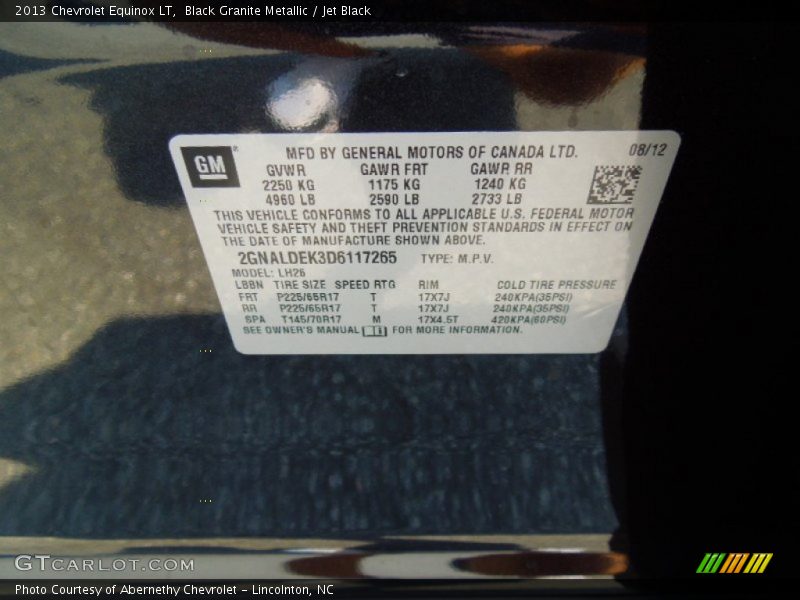 2013 Chevrolet Equinox LT, Black Granite Metallic / Jet Black
GM
MFD BY GENERAL MOTORS OF CANADA LTD. 08/12
GVWR GAWR FRT GAWR RR
2250 KG 1175 KG 1240 KG
4960 LB 2590 LB 2733 LB
THIS VEHICLE CONFORMS TO ALL APPLICABLE U.S. FEDERAL MOTOR
VEHICLE SAFETY AND THEFT PREVENTION STANDARDS IN EFFECT ON
THE DATE OF MANUFACTURE SHOWN ABOVE.
2GNALDEK3D6117265 TYPE: M.P.V.
MODEL: LH26
LBBN TIRE SIZE SPEED RTG RIM COLD TIRE PRESSURE
FRT P225/65R17 T 17X7J 240KPA(35PSI)
RR P225/65R17 T 17X7J 240KPA(35PSI)
SPA T145/70R17 M 17X4.5T 420KPA(60PSI)
SEE OWNER'S MANUAL FOR MORE INFORMATION.
GTCARLOT.COM
Photo Courtesy of Abernethy Chevrolet – Lincolnton, NC